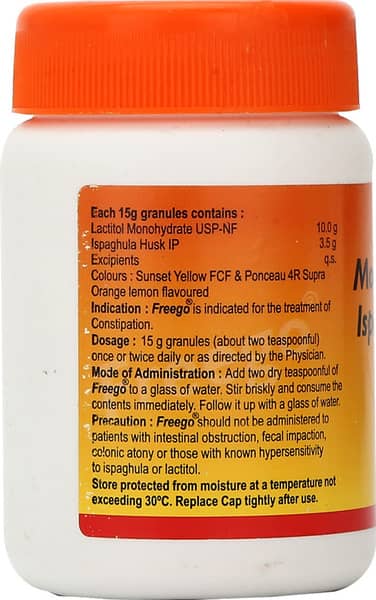 Each 15g granules contains :
Lactitol Monohydrate USP-NF 10.0 g
Ispaghula Husk IP 3.5 g
Excipients q.s.
Colours : Sunset Yellow FCF & Ponceau 4R Supra
Orange lemon flavoured
Indication : Freego® is indicated for the treatment of
Constipation.
Dosage : 15 g granules (about two teaspoonful)
once or twice daily or as directed by the Physician.
Mode of Administration : Add two dry teaspoonful of
Freego® to a glass of water. Stir briskly and consume the
contents immediately. Follow it up with a glass of water.
Precaution : Freego® should not be administered to
patients with intestinal obstruction, fecal impaction,
colonic atony or those with known hypersensitivity
to ispaghula or lactitol.
Store protected from moisture at a temperature not
exceeding 30ºC. Replace Cap tightly after use.